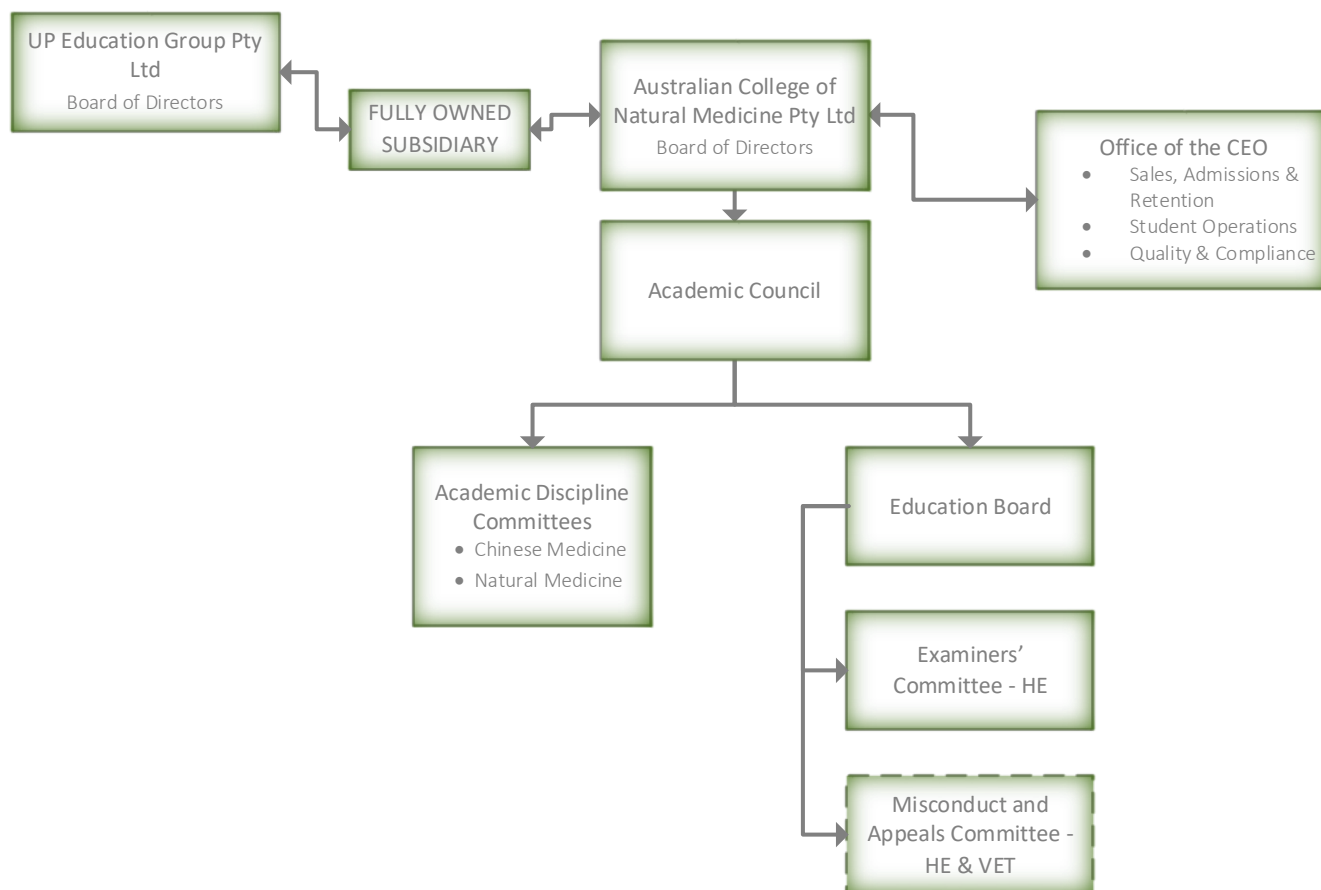 UP Education Group Pty
Ltd
Board of Directors
FULLY OWNED
SUBSIDIARY
Australian College of
Natural Medicine Pty Ltd
Board of Directors
Office of the CEO
• Sales, Admissions &
Retention
• Student Operations
• Quality & Compliance
Academic Council
Academic Discipline
Committees
• Chinese Medicine
• Natural Medicine
Education Board
Examiners’
Committee - HE
Misconduct and
Appeals Committee -
HE & VET